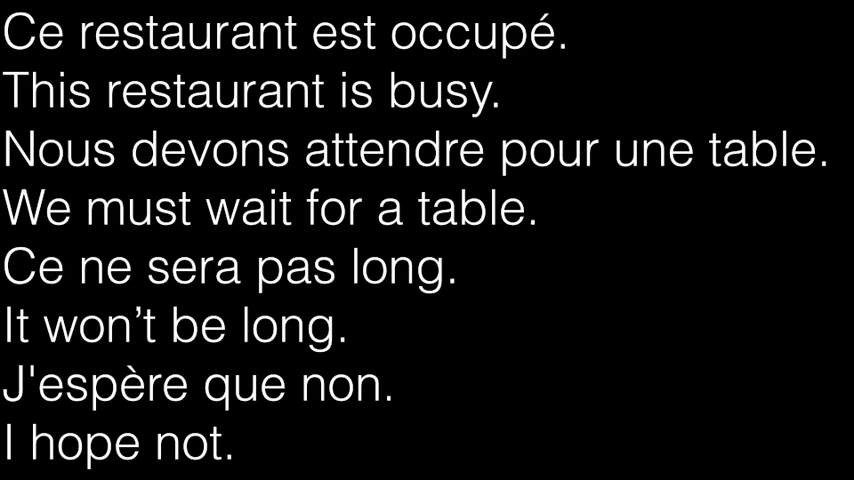 Ce restaurant est occupé.
This restaurant is busy.
Nous devons attendre pour une table.
We must wait for a table.
Ce ne sera pas long.
It won’t be long.
J'espère que non.
I hope not.